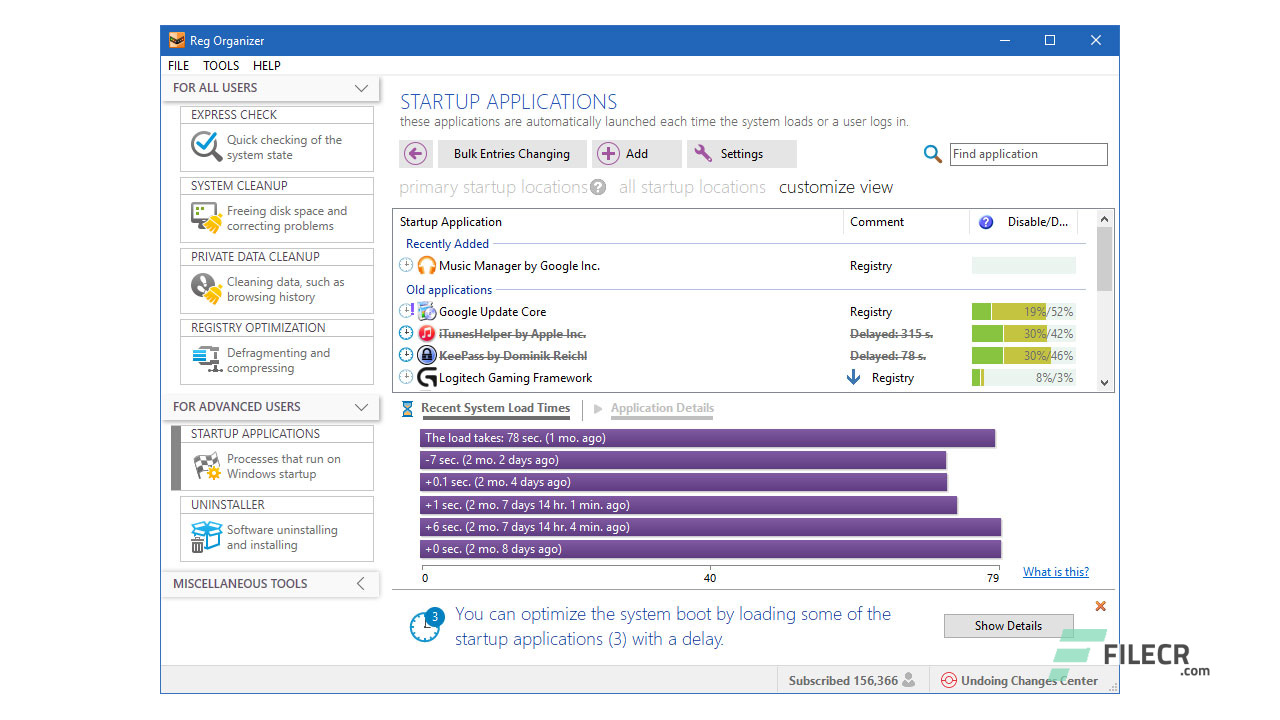 Reg Organizer
FILE TOOLS HELP
FOR ALL USERS
EXPRESS CHECK
Quick checking of the
system state
SYSTEM CLEANUP
Freeing disk space and
correcting problems
PRIVATE DATA CLEANUP
Cleaning data, such as
browsing history
REGISTRY OPTIMIZATION
Defragmenting and
compressing
FOR ADVANCED USERS
STARTUP APPLICATIONS
Processes that run on
Windows startup
UNINSTALLER
Software uninstalling
and installing
MISCELLANEOUS TOOLS
STARTUP APPLICATIONS
these applications are automatically launched each time the system loads or a user logs in.
Bulk Entries Changing Add Settings Find application
primary startup locations ? all startup locations customize view
Startup Application Comment ? Disable/D...
Recently Added
Music Manager by Google Inc. Registry
Old applications
Google Update Core Registry 19%/52%
iTunesHelper by Apple Inc. Delayed: 315 s. 30%/42%
KeePass by Dominik Reichl Delayed: 78 s. 30%/46%
Logitech Gaming Framework Registry 8%/3%
Recent System Load Times Application Details
The load takes: 78 sec. (1 mo. ago)
-7 sec. (2 mo. 2 days ago)
+0.1 sec. (2 mo. 4 days ago)
+1 sec. (2 mo. 7 days 14 hr. 1 min. ago)
+6 sec. (2 mo. 7 days 14 hr. 4 min. ago)
+0 sec. (2 mo. 8 days ago)
0 40 79 What is this?
3
You can optimize the system boot by loading some of the
startup applications (3) with a delay.
Show Details
FILECR
.com
Subscribed 156,366 Undoing Changes Center